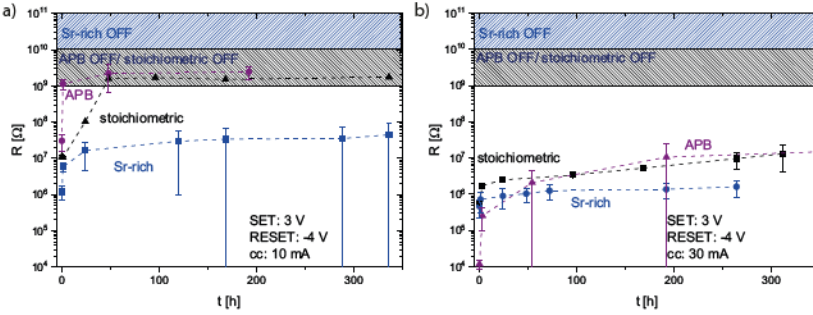 a)
10¹¹
10¹⁰
10⁹
10⁸
10⁷
10⁶
10⁵
10⁴
R [Ω]
Sr-rich OFF
APB OFF/ stoichiometric OFF
APB
stoichiometric
Sr-rich
SET: 3 V
RESET: -4 V
cc: 10 mA
0 100 200 300
t [h]
b)
10¹¹
10¹⁰
10⁹
10⁸
10⁷
10⁶
10⁵
10⁴
R [Ω]
Sr-rich OFF
APB OFF/ stoichiometric OFF
APB
stoichiometric
Sr-rich
SET: 3 V
RESET: -4 V
cc: 30 mA
0 100 200 300
t [h]